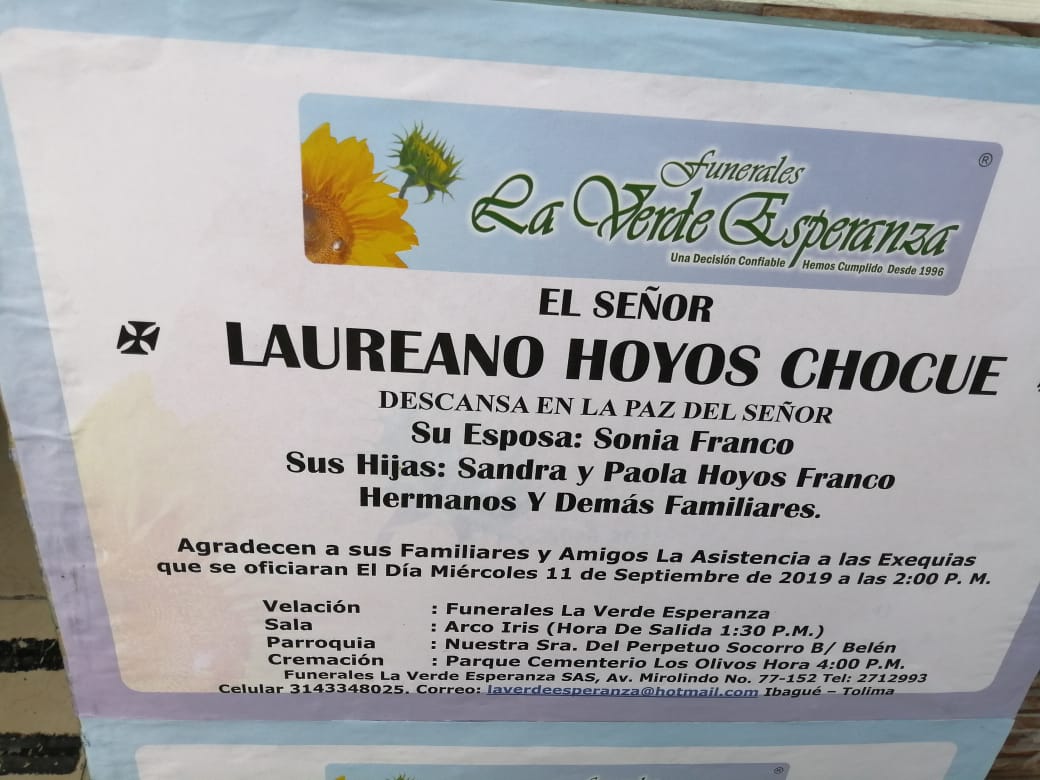 Funerales
La Verde Esperanza
®
Una Decisión Confiable Hemos Cumplido Desde 1996
EL SEÑOR
LAUREANO HOYOS CHOCUE
DESCANSA EN LA PAZ DEL SEÑOR
Su Esposa: Sonia Franco
Sus Hijas: Sandra y Paola Hoyos Franco
Hermanos Y Demás Familiares.
Agradecen a sus Familiares y Amigos La Asistencia a las Exequias
que se oficiaran El Día Miércoles 11 de Septiembre de 2019 a las 2:00 P. M.
Velación : Funerales La Verde Esperanza
Sala : Arco Iris (Hora De Salida 1:30 P.M.)
Parroquia : Nuestra Sra. Del Perpetuo Socorro B/ Belén
Cremación : Parque Cementerio Los Olivos Hora 4:00 P.M.
Funerales La Verde Esperanza SAS, Av. Mirolindo No. 77-152 Tel: 2712993
Celular 3143348025. Correo: laverdeesperanza@hotmail.com Ibagué – Tolima
®